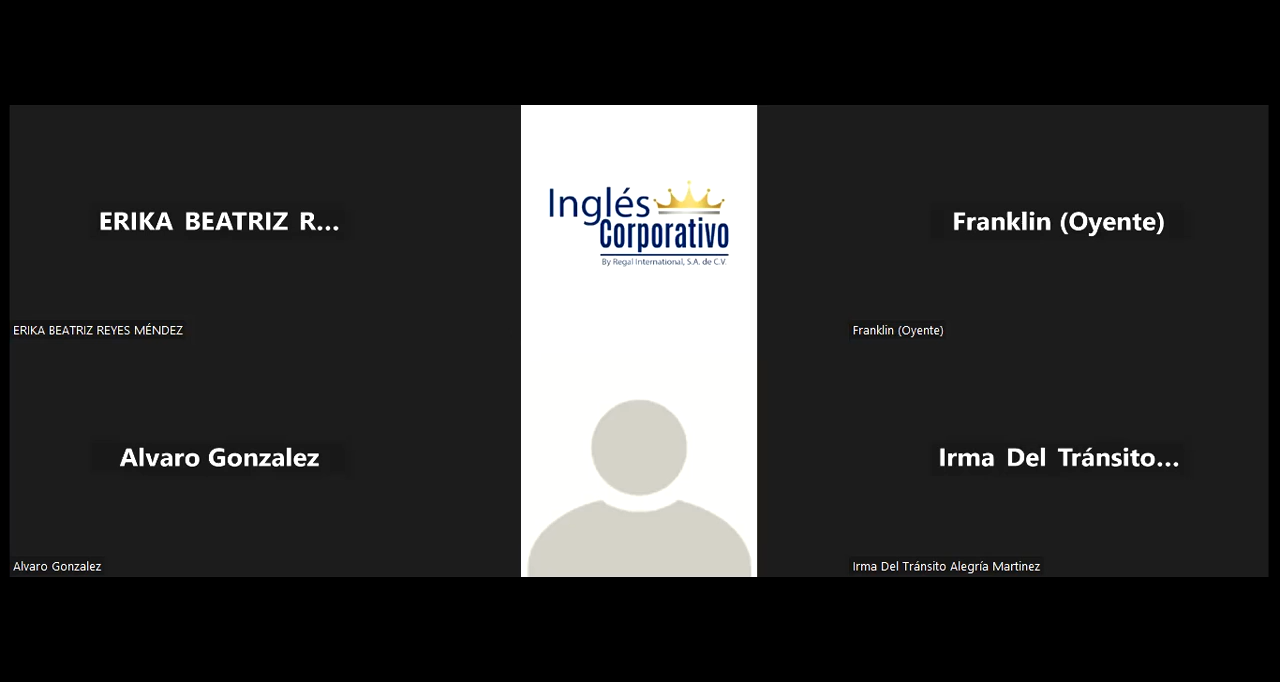 ERIKA BEATRIZ R...
ERIKA BEATRIZ REYES MÉNDEZ
Inglés
Corporativo
By Regal International, S.A. de C.V.
Franklin (Oyente)
Franklin (Oyente)
Alvaro Gonzalez
Alvaro Gonzalez
Irma Del Tránsito...
Irma Del Tránsito Alegría Martinez